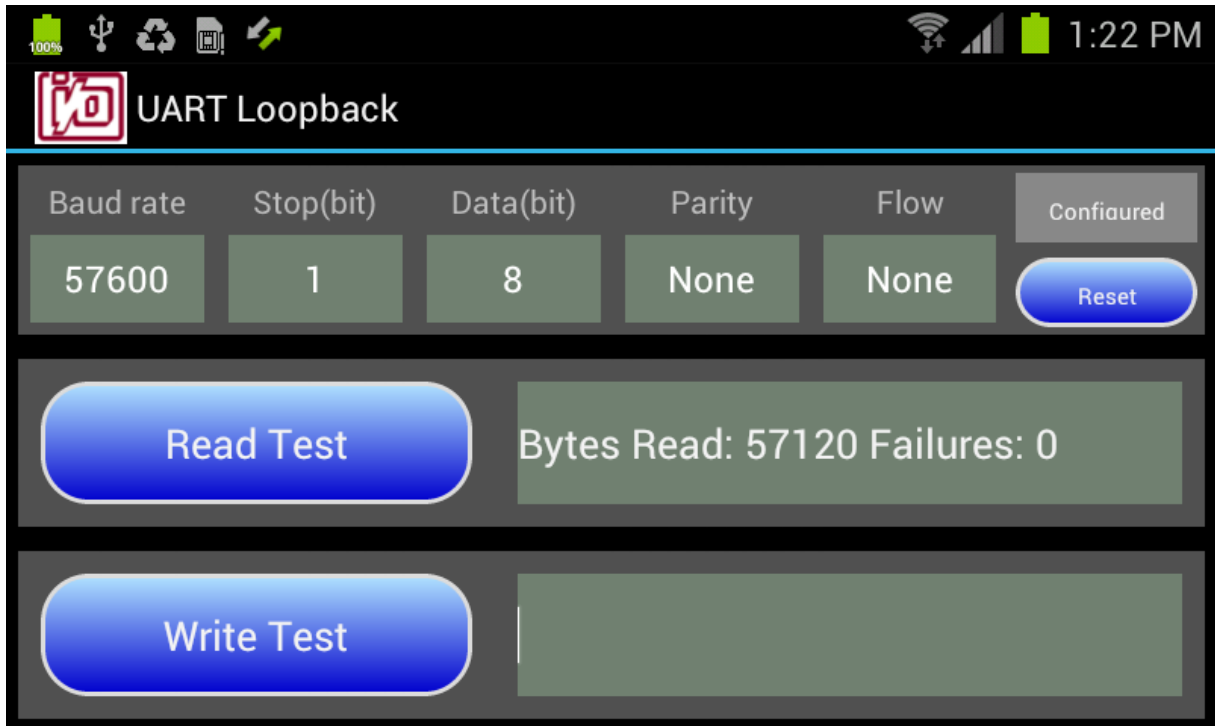 100% 1:22 PM
i/o UART Loopback
Baud rate Stop(bit) Data(bit) Parity Flow Configured
57600 1 8 None None Reset
Read Test Bytes Read: 57120 Failures: 0
Write Test